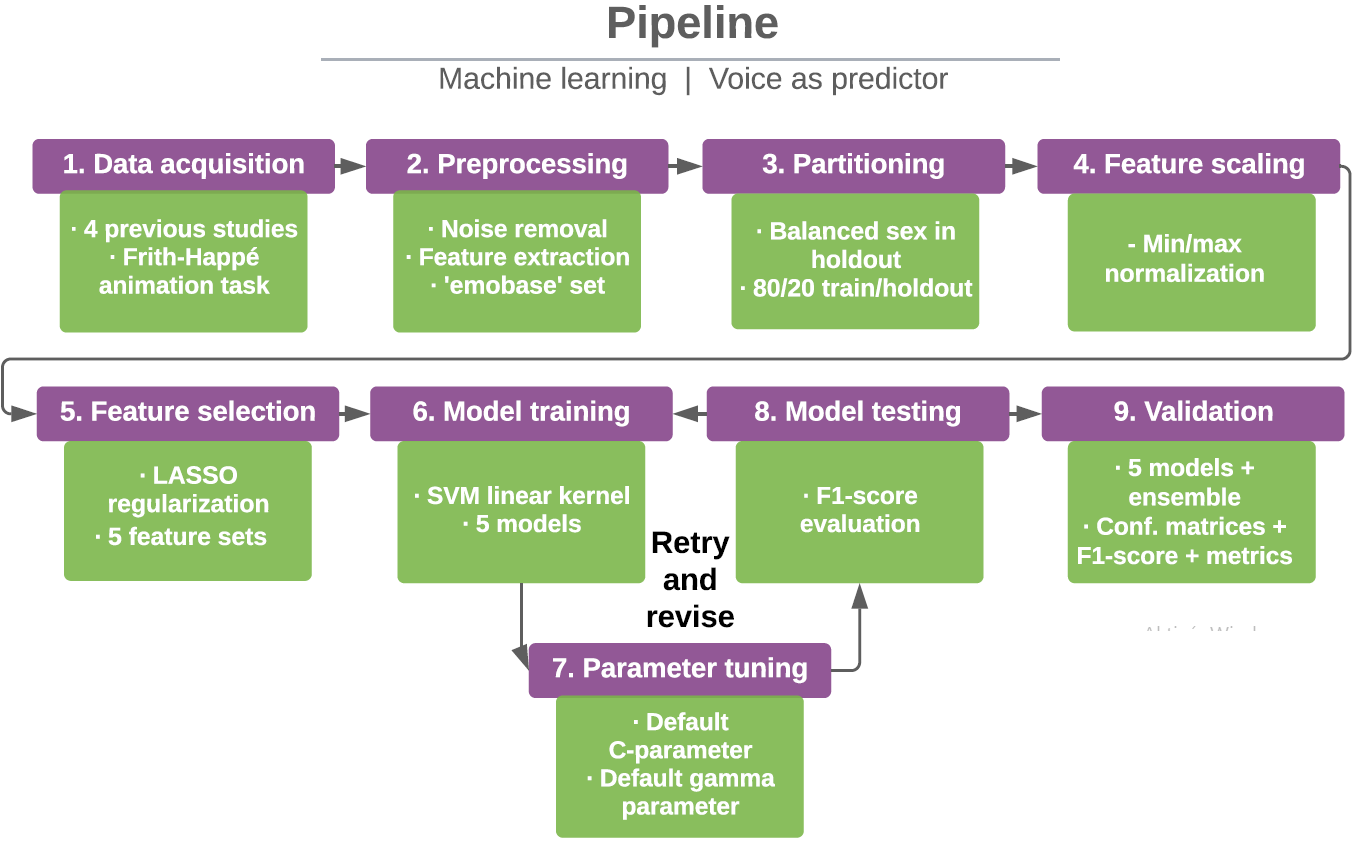 Pipeline
Machine learning | Voice as predictor
1. Data acquisition
· 4 previous studies
· Frith-Happé
animation task
2. Preprocessing
· Noise removal
· Feature extraction
· 'emobase' set
3. Partitioning
· Balanced sex in
holdout
· 80/20 train/holdout
4. Feature scaling
- Min/max
normalization
5. Feature selection
· LASSO
regularization
· 5 feature sets
6. Model training
· SVM linear kernel
· 5 models
8. Model testing
· F1-score
evaluation
9. Validation
· 5 models +
ensemble
· Conf. matrices +
F1-score + metrics
Retry
and
revise
7. Parameter tuning
· Default
C-parameter
· Default gamma
parameter